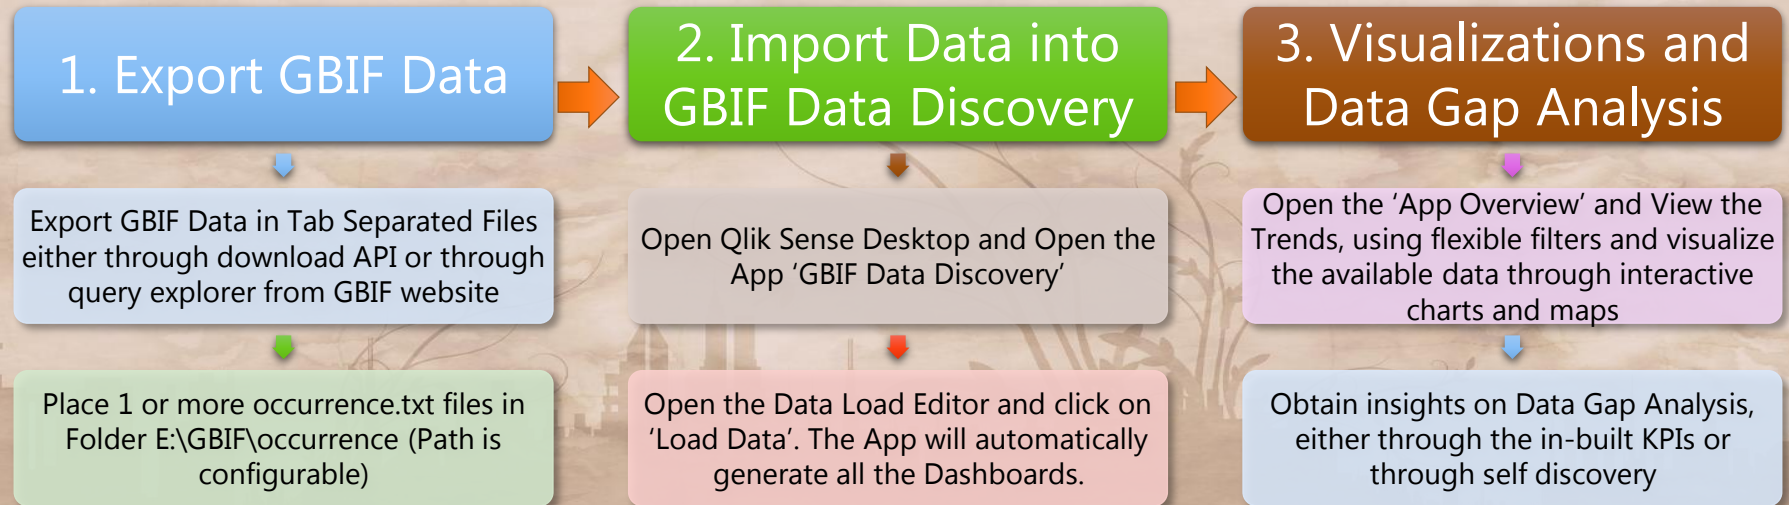 1. Export GBIF Data
Export GBIF Data in Tab Separated Files
either through download API or through
query explorer from GBIF website
Place 1 or more occurrence.txt files in
Folder E:\GBIF\occurrence (Path is
configurable)
2. Import Data into
GBIF Data Discovery
Open Qlik Sense Desktop and Open the
App ‘GBIF Data Discovery’
Open the Data Load Editor and click on
‘Load Data’. The App will automatically
generate all the Dashboards.
3. Visualizations and
Data Gap Analysis
Open the ‘App Overview’ and View the
Trends, using flexible filters and visualize
the available data through interactive
charts and maps
Obtain insights on Data Gap Analysis,
either through the in-built KPIs or
through self discovery